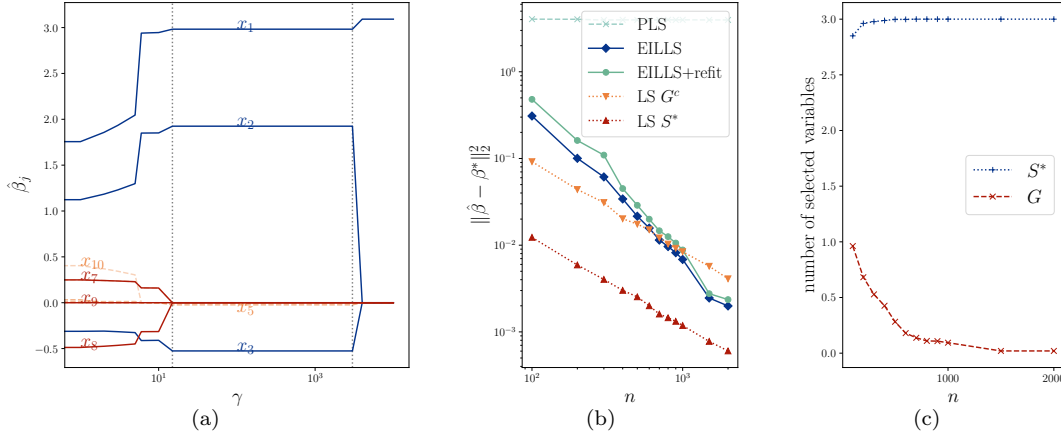 3.0
2.5
2.0
1.5
1.0
0.5
0.0
−0.5
β̂_j
x_1
x_2
x_10
x_7
x_9
x_5
x_8
x_3
10^1
10^3
γ
(a)
10^0
10^−1
10^−2
10^−3
‖β̂ − β*‖_2^2
PLS
EILLS
EILLS+refit
LS G^c
LS S*
10^2
10^3
n
(b)
3.0
2.5
2.0
1.5
1.0
0.5
0.0
number of selected variables
S*
G
1000
2000
n
(c)